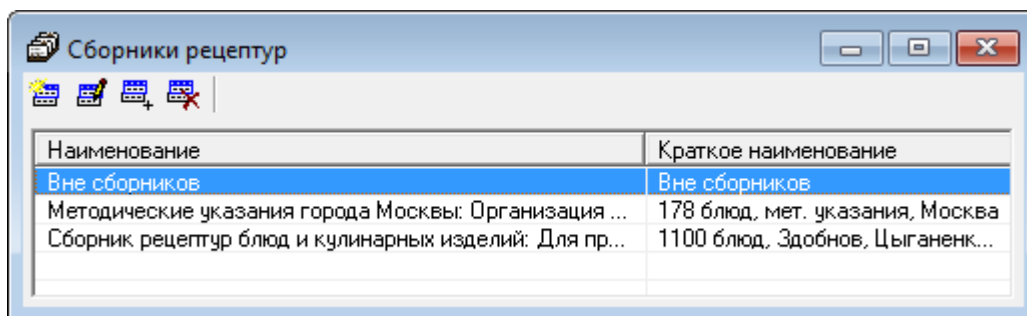 Сборники рецептур
Наименование Краткое наименование
Вне сборников Вне сборников
Методические указания города Москвы: Организация ... 178 блюд, мет. указания, Москва
Сборник рецептур блюд и кулинарных изделий: Для пр... 1100 блюд, Здобнов, Цыганенк...